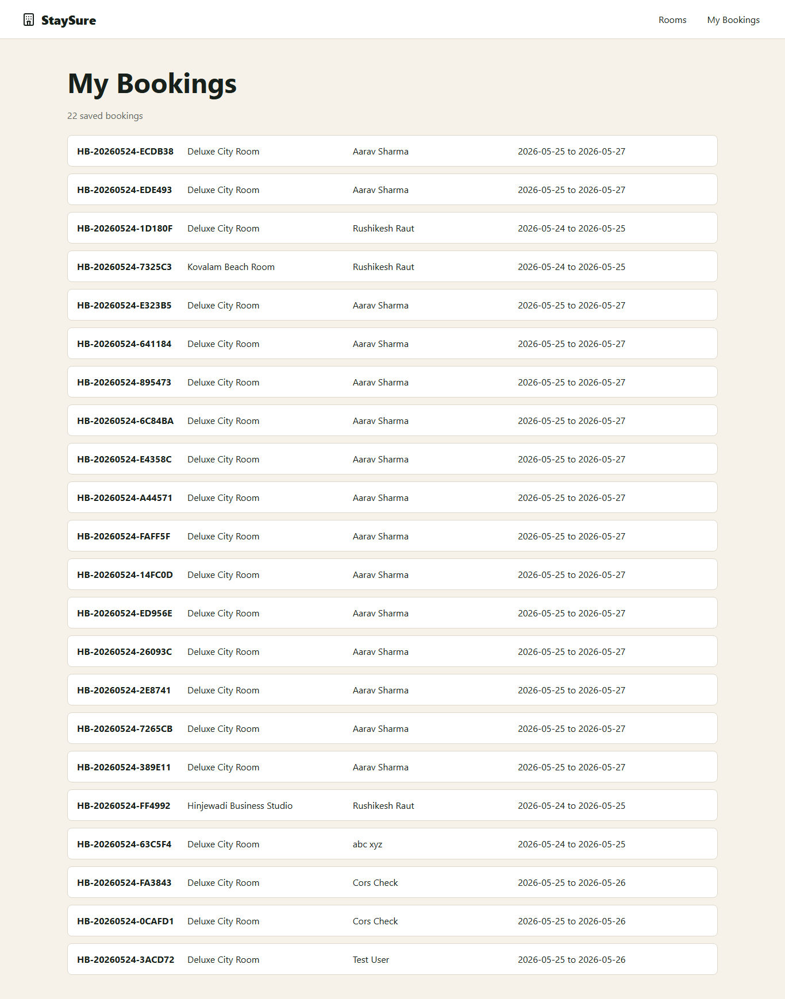 StaySure
Rooms My Bookings
My Bookings
22 saved bookings
HB-20260524-ECDB38 Deluxe City Room Aarav Sharma 2026-05-25 to 2026-05-27
HB-20260524-EDE493 Deluxe City Room Aarav Sharma 2026-05-25 to 2026-05-27
HB-20260524-1D180F Deluxe City Room Rushikesh Raut 2026-05-24 to 2026-05-25
HB-20260524-7325C3 Kovalam Beach Room Rushikesh Raut 2026-05-24 to 2026-05-25
HB-20260524-E323B5 Deluxe City Room Aarav Sharma 2026-05-25 to 2026-05-27
HB-20260524-641184 Deluxe City Room Aarav Sharma 2026-05-25 to 2026-05-27
HB-20260524-895473 Deluxe City Room Aarav Sharma 2026-05-25 to 2026-05-27
HB-20260524-6C84BA Deluxe City Room Aarav Sharma 2026-05-25 to 2026-05-27
HB-20260524-E4358C Deluxe City Room Aarav Sharma 2026-05-25 to 2026-05-27
HB-20260524-A44571 Deluxe City Room Aarav Sharma 2026-05-25 to 2026-05-27
HB-20260524-FAFF5F Deluxe City Room Aarav Sharma 2026-05-25 to 2026-05-27
HB-20260524-14FC0D Deluxe City Room Aarav Sharma 2026-05-25 to 2026-05-27
HB-20260524-ED956E Deluxe City Room Aarav Sharma 2026-05-25 to 2026-05-27
HB-20260524-26093C Deluxe City Room Aarav Sharma 2026-05-25 to 2026-05-27
HB-20260524-2E8741 Deluxe City Room Aarav Sharma 2026-05-25 to 2026-05-27
HB-20260524-7265CB Deluxe City Room Aarav Sharma 2026-05-25 to 2026-05-27
HB-20260524-389E11 Deluxe City Room Aarav Sharma 2026-05-25 to 2026-05-27
HB-20260524-FF4992 Hinjewadi Business Studio Rushikesh Raut 2026-05-24 to 2026-05-25
HB-20260524-63C5F4 Deluxe City Room abc xyz 2026-05-24 to 2026-05-25
HB-20260524-FA3843 Deluxe City Room Cors Check 2026-05-25 to 2026-05-26
HB-20260524-0CAFD1 Deluxe City Room Cors Check 2026-05-25 to 2026-05-26
HB-20260524-3ACD72 Deluxe City Room Test User 2026-05-25 to 2026-05-26